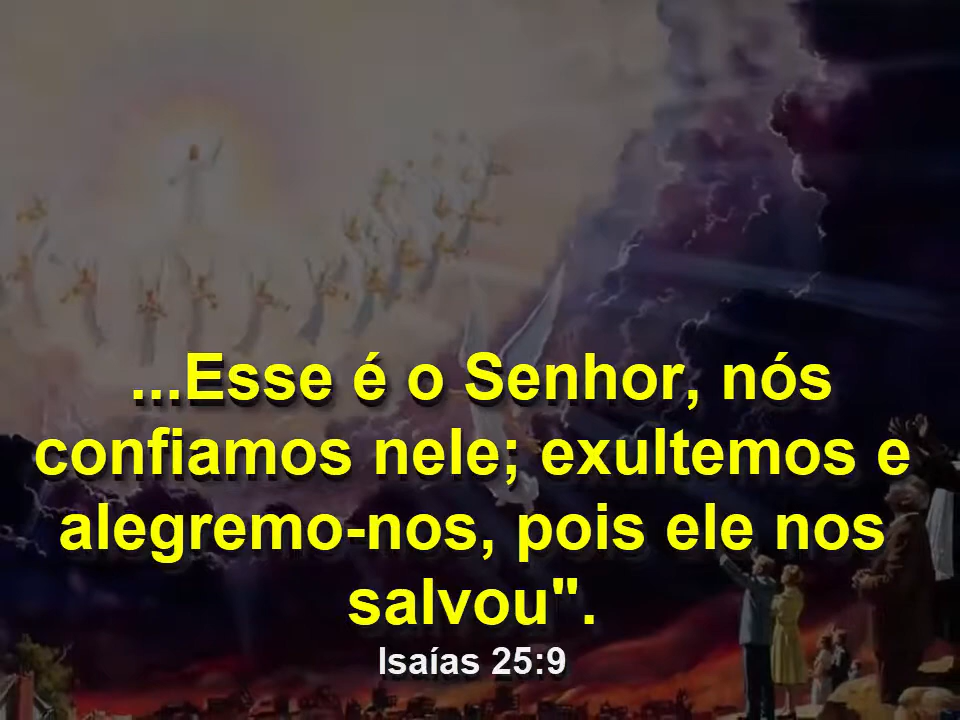 ...Esse é o Senhor, nós
confiamos nele; exultemos e
alegremo-nos, pois ele nos
salvou".
Isaías 25:9